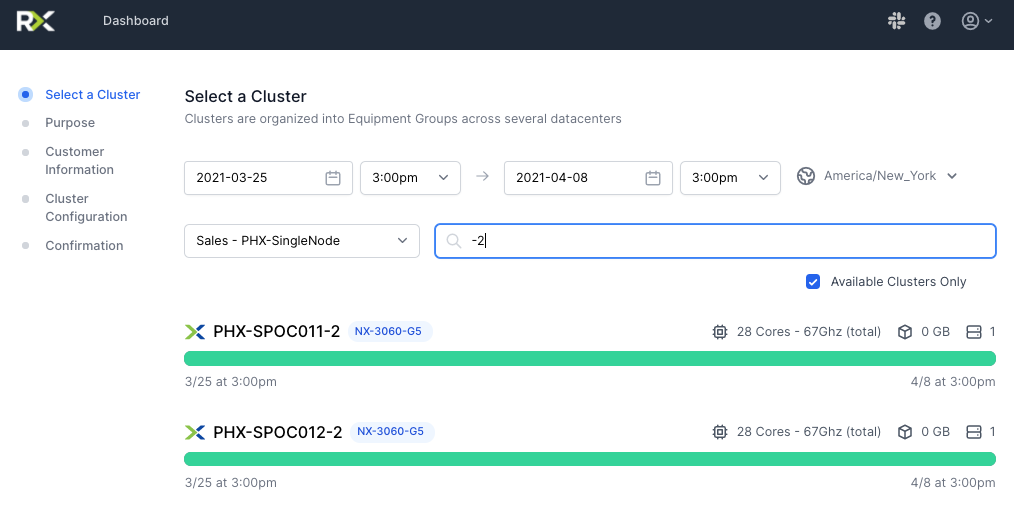 RX Dashboard
Select a Cluster
Purpose
Customer
Information
Cluster
Configuration
Confirmation
Select a Cluster
Clusters are organized into Equipment Groups across several datacenters
2021-03-25 3:00pm → 2021-04-08 3:00pm America/New_York
Sales - PHX-SingleNode -2
Available Clusters Only
PHX-SPOC011-2 NX-3060-G5 28 Cores - 67Ghz (total) 0 GB 1
3/25 at 3:00pm 4/8 at 3:00pm
PHX-SPOC012-2 NX-3060-G5 28 Cores - 67Ghz (total) 0 GB 1
3/25 at 3:00pm 4/8 at 3:00pm